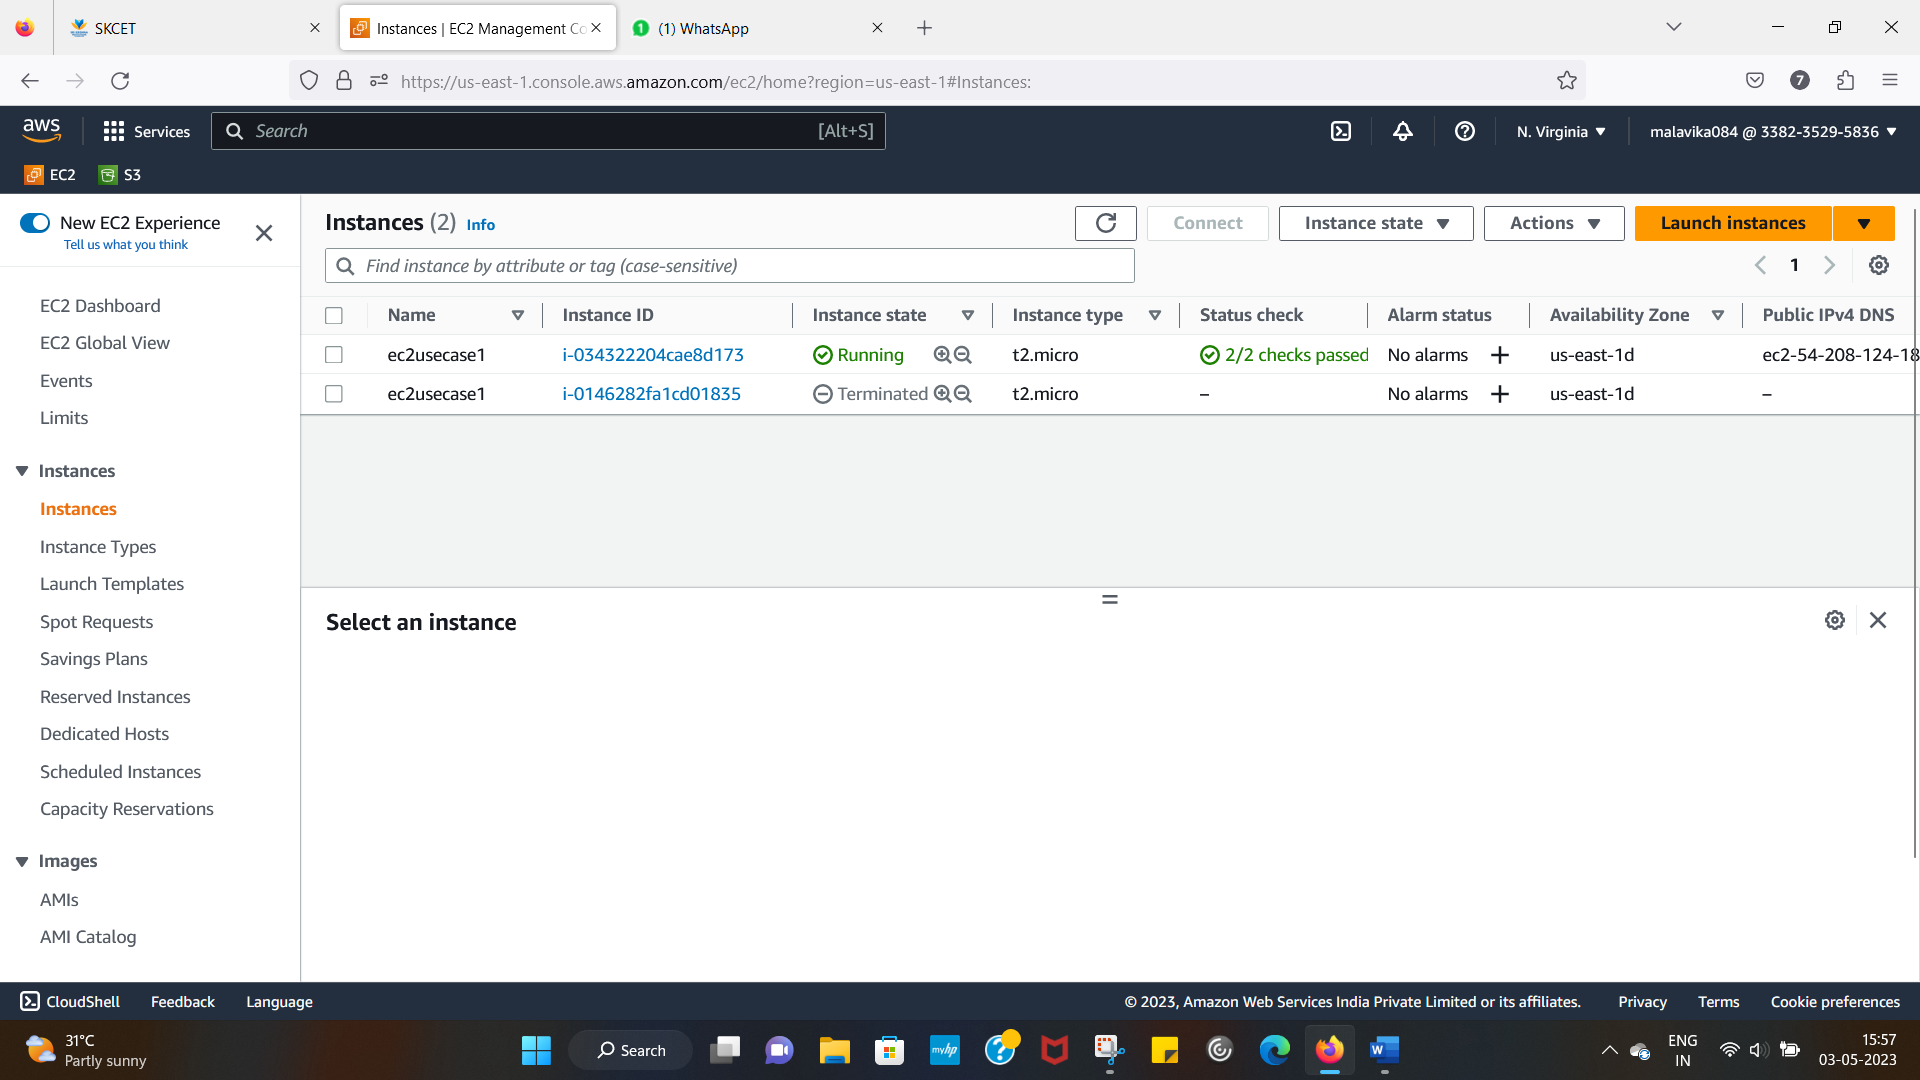 SKCET
Instances | EC2 Management Co
1 (1) WhatsApp
https://us-east-1.console.aws.amazon.com/ec2/home?region=us-east-1#Instances:
7
aws
Services
Search
[Alt+S]
N. Virginia
malavika084 @ 3382-3529-5836
EC2
S3
New EC2 Experience
Tell us what you think
EC2 Dashboard
EC2 Global View
Events
Limits
Instances
Instances
Instance Types
Launch Templates
Spot Requests
Savings Plans
Reserved Instances
Dedicated Hosts
Scheduled Instances
Capacity Reservations
Images
AMIs
AMI Catalog
Instances (2) Info
Connect
Instance state
Actions
Launch instances
Find instance by attribute or tag (case-sensitive)
1
Name Instance ID Instance state Instance type Status check Alarm status Availability Zone Public IPv4 DNS
ec2usecase1 i-034322204cae8d173 Running t2.micro 2/2 checks passed No alarms + us-east-1d ec2-54-208-124-18
ec2usecase1 i-0146282fa1cd01835 Terminated t2.micro – No alarms + us-east-1d –
Select an instance
CloudShell Feedback Language
© 2023, Amazon Web Services India Private Limited or its affiliates. Privacy Terms Cookie preferences
31°C
Partly sunny
Search
myhp
ENG
IN
15:57
03-05-2023